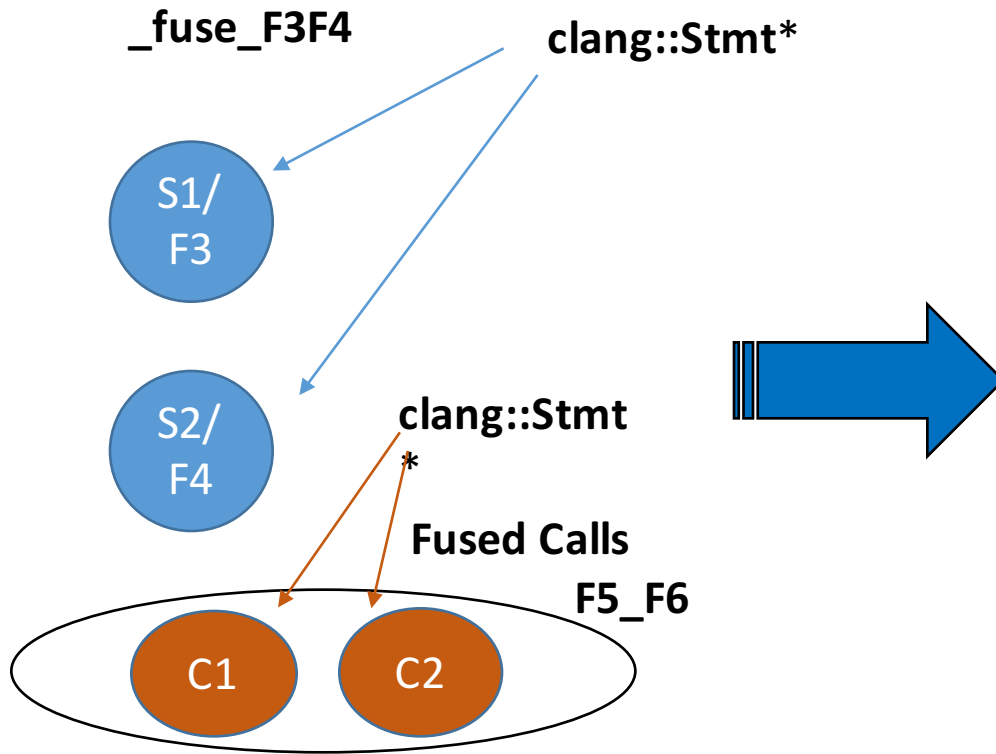 _fuse_F3F4
clang::Stmt*
S1/
F3
S2/
F4
clang::Stmt
*
Fused Calls
F5_F6
C1
C2